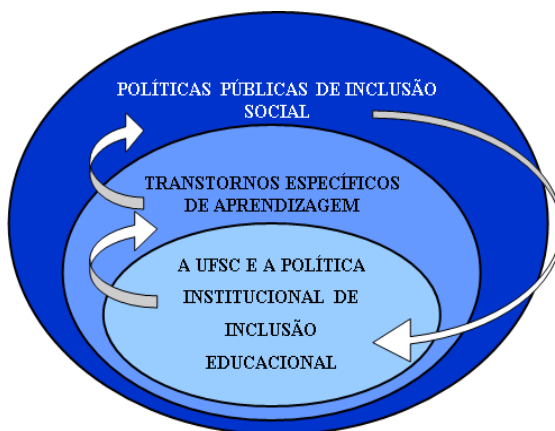 POLÍTICAS PÚBLICAS DE INCLUSÃO
SOCIAL
TRANSTORNOS ESPECÍFICOS
DE APRENDIZAGEM
A UFSC E A POLÍTICA
INSTITUCIONAL DE
INCLUSÃO
EDUCACIONAL